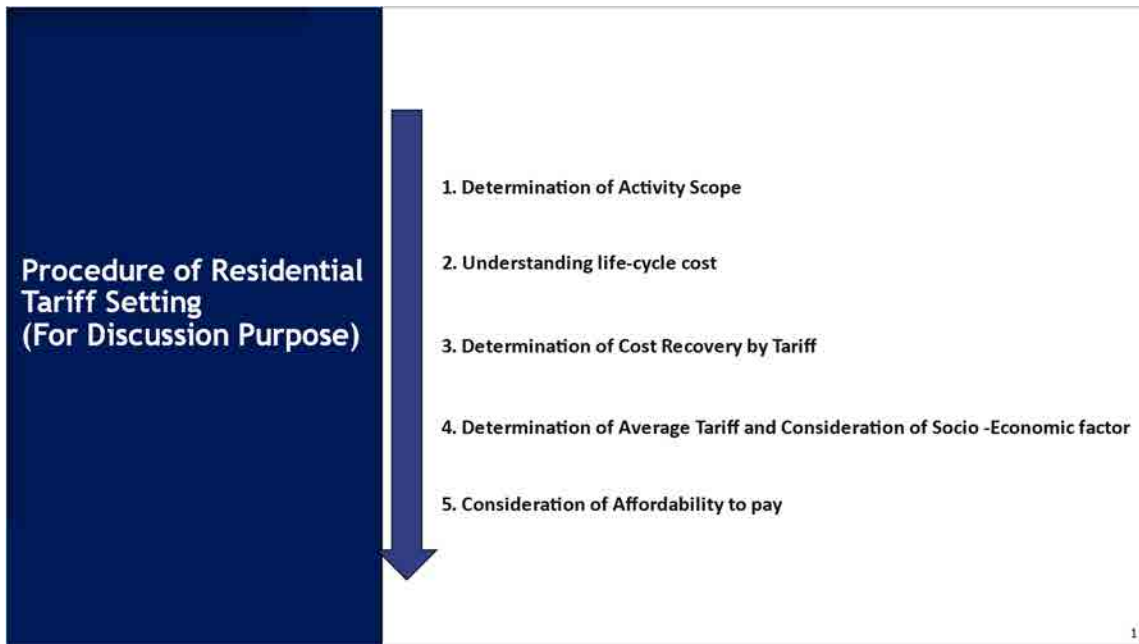 Procedure of Residential
Tariff Setting
(For Discussion Purpose)
1. Determination of Activity Scope
2. Understanding life-cycle cost
3. Determination of Cost Recovery by Tariff
4. Determination of Average Tariff and Consideration of Socio -Economic factor
5. Consideration of Affordability to pay
1